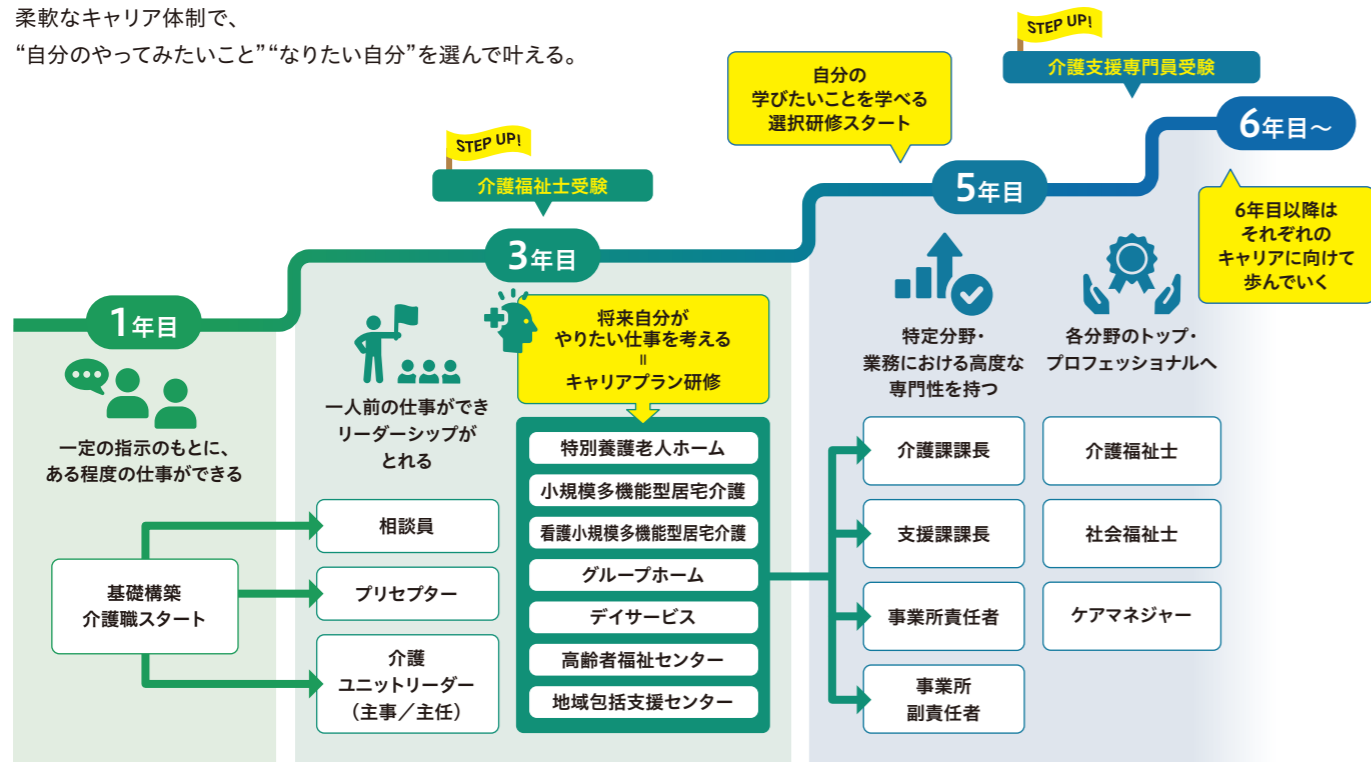 柔軟なキャリア体制で、
“自分のやってみたいこと”“なりたい自分”を選んで叶える。
1年目
一定の指示のもとに、
ある程度の仕事ができる
基礎構築
介護職スタート
STEP UP!
介護福祉士受験
3年目
一人前の仕事ができ
リーダーシップが
とれる
相談員
プリセプター
介護
ユニットリーダー
（主事／主任）
将来自分が
やりたい仕事を考える
＝
キャリアプラン研修
特別養護老人ホーム
小規模多機能型居宅介護
看護小規模多機能型居宅介護
グループホーム
デイサービス
高齢者福祉センター
地域包括支援センター
自分の
学びたいことを学べる
選択研修スタート
5年目
特定分野・
業務における高度な
専門性を持つ
介護課課長
支援課課長
事業所責任者
事業所
副責任者
STEP UP!
介護支援専門員受験
6年目～
6年目以降は
それぞれの
キャリアに向けて
歩んでいく
各分野のトップ・
プロフェッショナルへ
介護福祉士
社会福祉士
ケアマネジャー